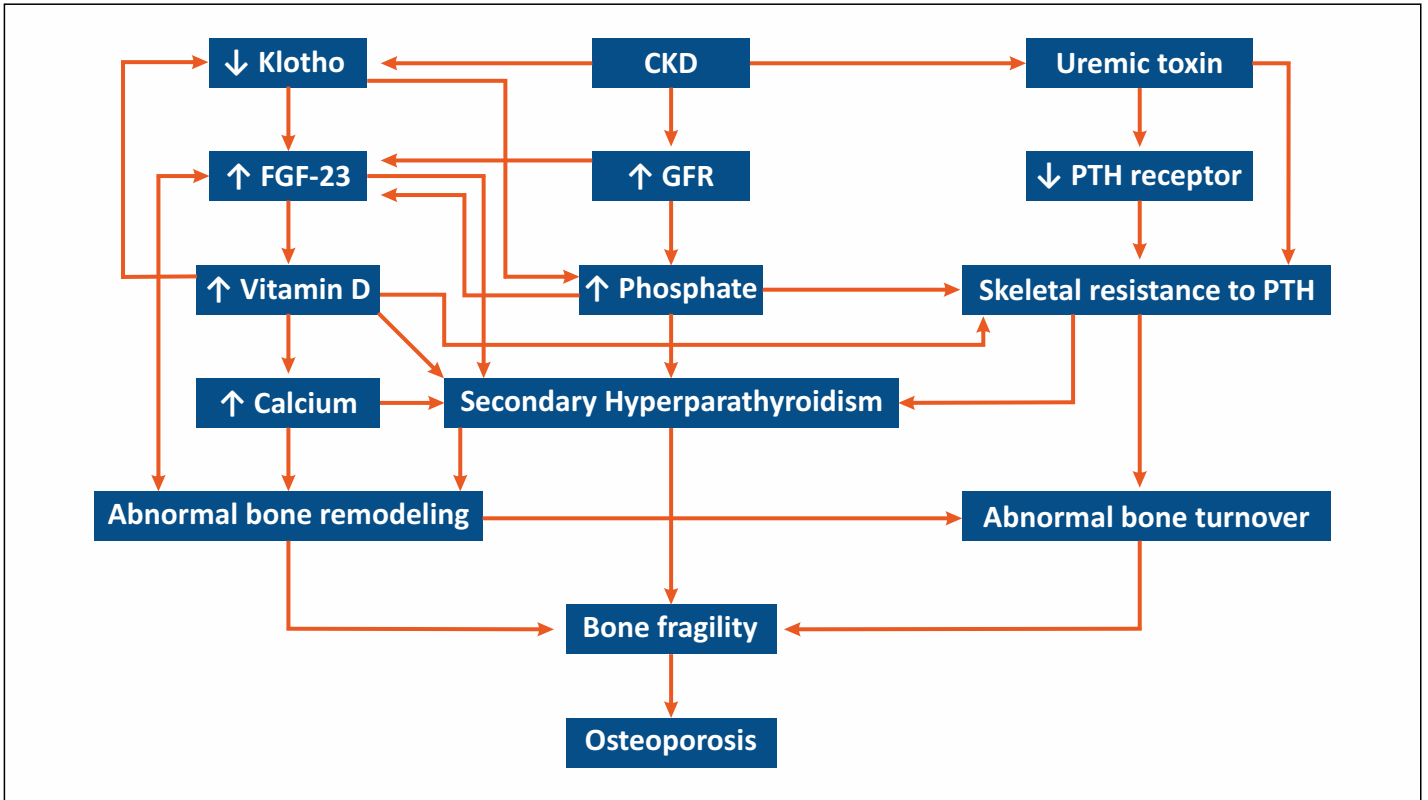 ↓ Klotho
CKD
Uremic toxin
↑ FGF-23
↑ GFR
↓ PTH receptor
↑ Vitamin D
↑ Phosphate
Skeletal resistance to PTH
↑ Calcium
Secondary Hyperparathyroidism
Abnormal bone remodeling
Abnormal bone turnover
Bone fragility
Osteoporosis